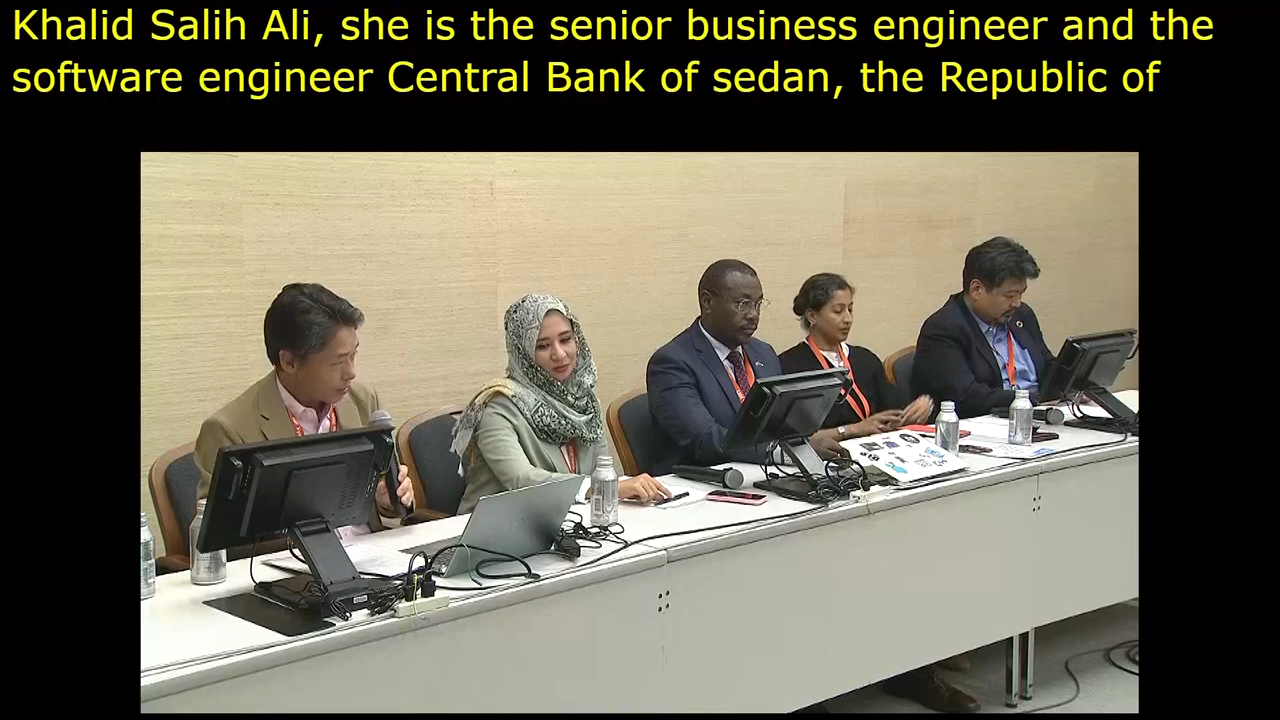 Khalid Salih Ali, she is the senior business engineer and the
software engineer Central Bank of sedan, the Republic of